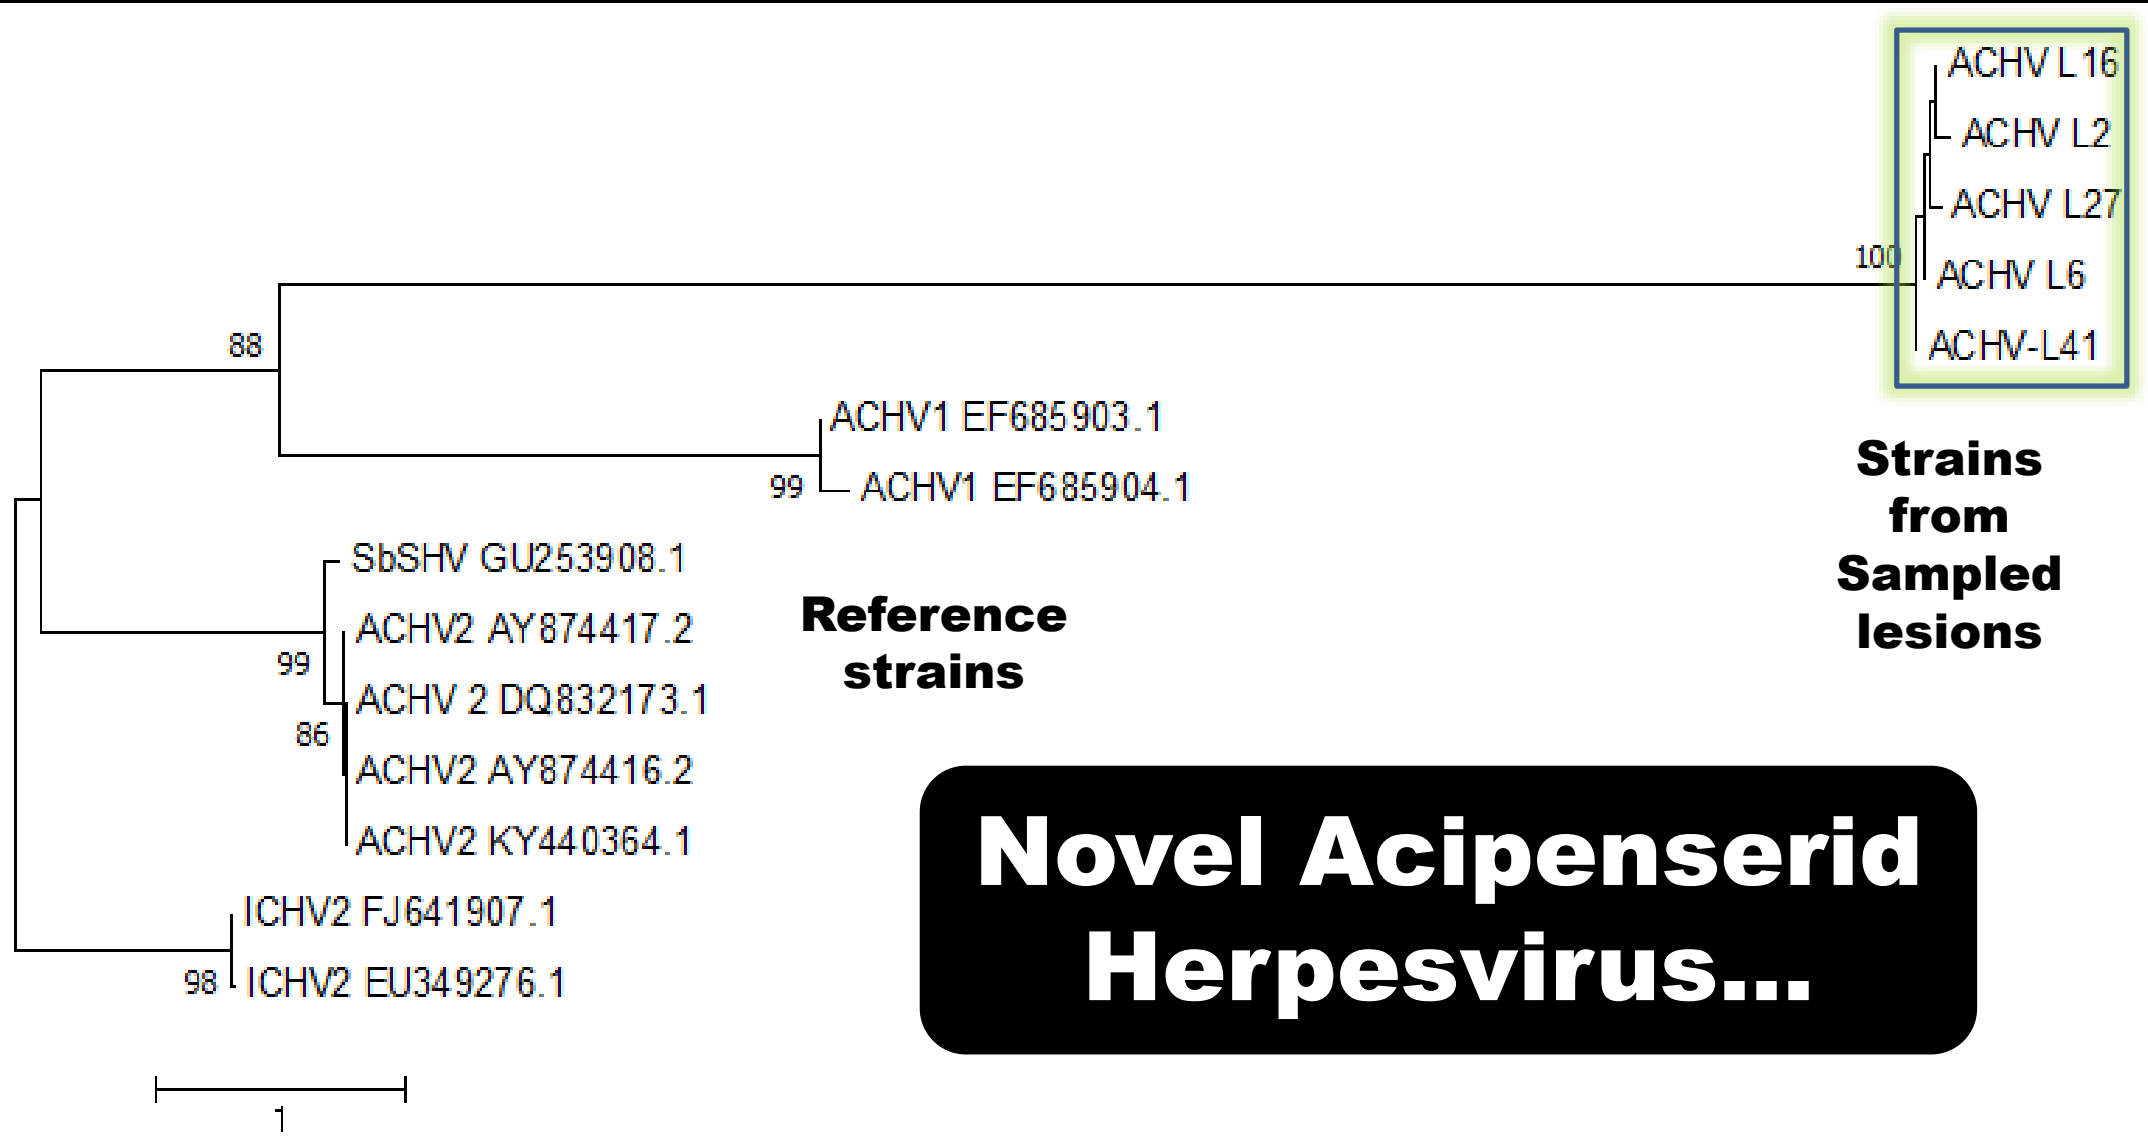 ACHV L16
ACHV L2
ACHV L27
100
ACHV L6
88
ACHV-L41
ACHV1 EF685903.1
99
ACHV1 EF685904.1
Strains
from
Sampled
lesions
SbSHV GU253908.1
ACHV2 AY874417.2
Reference
strains
99
ACHV 2 DQ832173.1
86
ACHV2 AY874416.2
ACHV2 KY440364.1
Novel Acipenserid
Herpesvirus...
ICHV2 FJ641907.1
98
ICHV2 EU349276.1
1